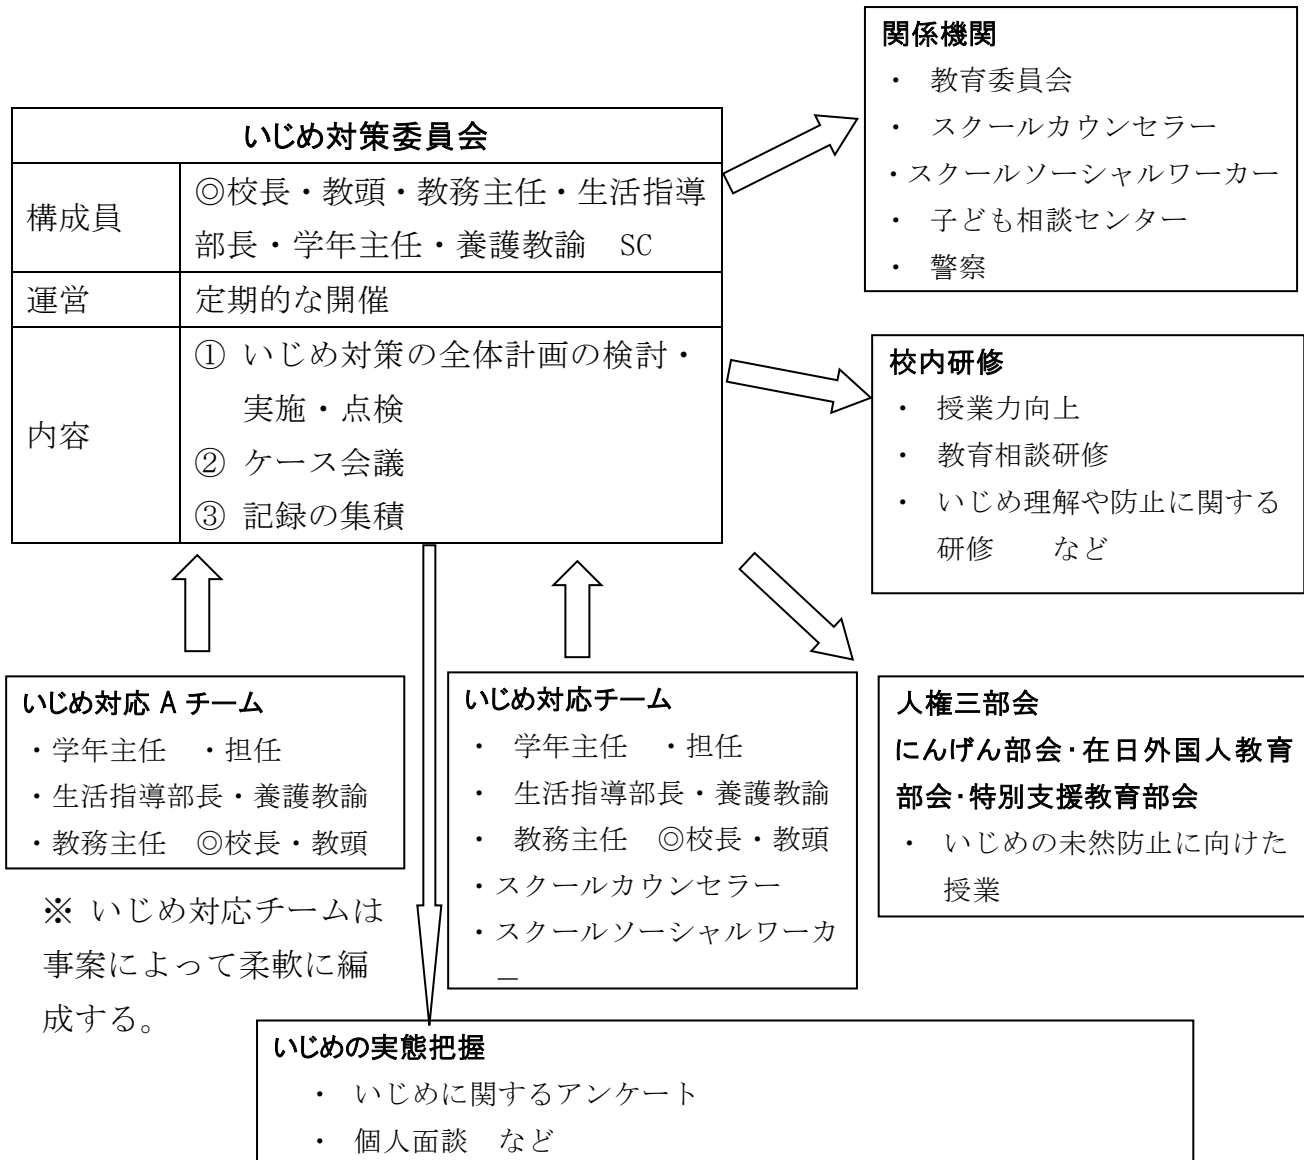 いじめ対策委員会
構成員
◎校長・教頭・教務主任・生活指導
部長・学年主任・養護教諭　SC
運営
定期的な開催
内容
① いじめ対策の全体計画の検討・
実施・点検
② ケース会議
③ 記録の集積
関係機関
・ 教育委員会
・ スクールカウンセラー
・スクールソーシャルワーカー
・ 子ども相談センター
・ 警察
校内研修
・ 授業力向上
・ 教育相談研修
・ いじめ理解や防止に関する
研修　　など
いじめ対応 A チーム
・学年主任　・担任
・生活指導部長・養護教諭
・教務主任　◎校長・教頭
※ いじめ対応チームは
事案によって柔軟に編
成する。
いじめ対応チーム
・ 学年主任　・担任
・ 生活指導部長・養護教諭
・ 教務主任　◎校長・教頭
・スクールカウンセラー
・スクールソーシャルワーカ
ー
人権三部会
にんげん部会・在日外国人教育
部会・特別支援教育部会
・ いじめの未然防止に向けた
授業
いじめの実態把握
・ いじめに関するアンケート
・ 個人面談　など